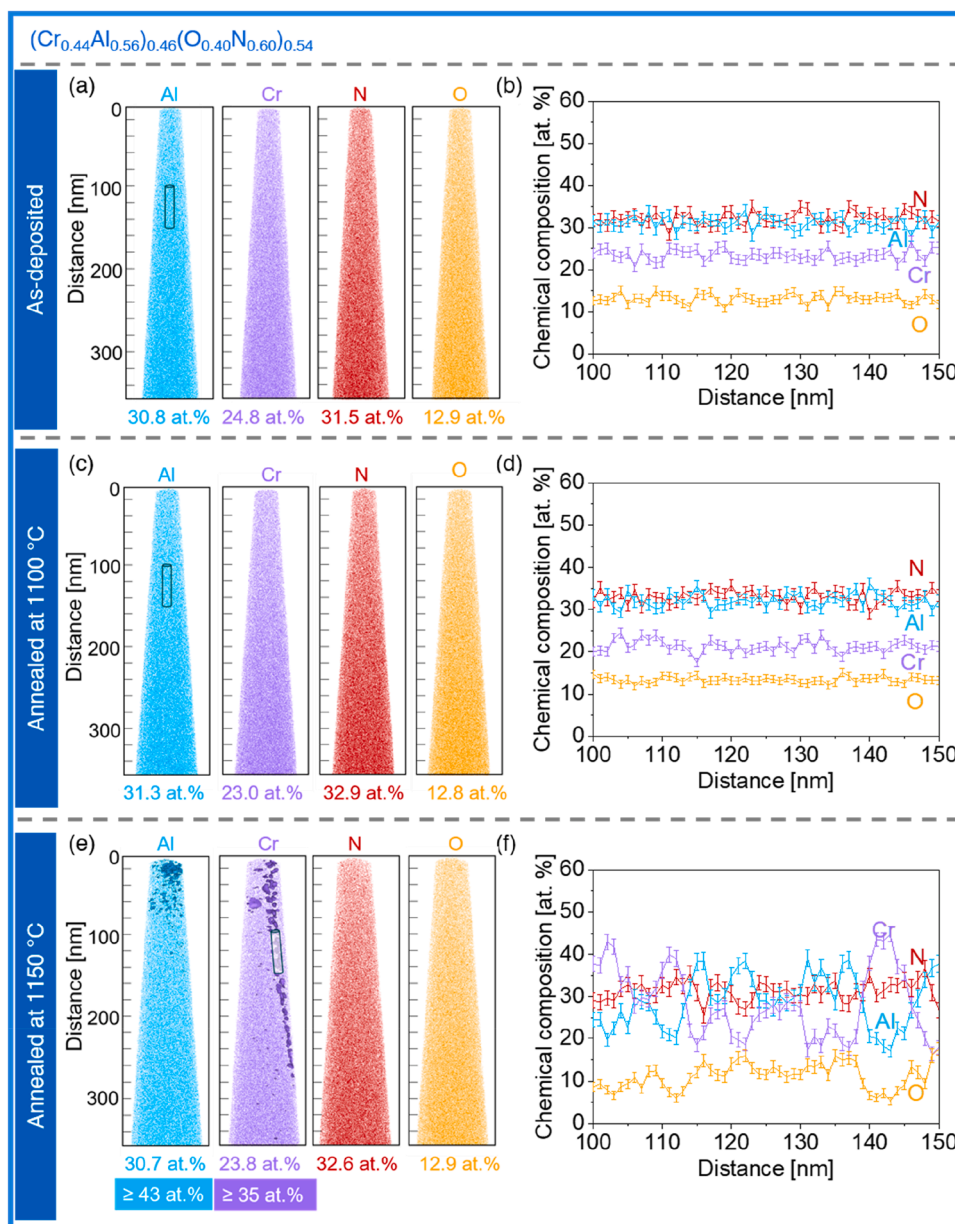 (Cr0.44Al0.56)0.46(O0.40N0.60)0.54
As-deposited
(a)
Al
Cr
N
O
Distance [nm]
0
100
200
300
30.8 at.%
24.8 at.%
31.5 at.%
12.9 at.%
(b)
Chemical composition [at. %]
60
50
40
30
20
10
0
N
Al
Cr
O
100 110 120 130 140 150
Distance [nm]
Annealed at 1100 °C
(c)
Al
Cr
N
O
Distance [nm]
0
100
200
300
31.3 at.%
23.0 at.%
32.9 at.%
12.8 at.%
(d)
Chemical composition [at. %]
60
50
40
30
20
10
0
N
Al
Cr
O
100 110 120 130 140 150
Distance [nm]
Annealed at 1150 °C
(e)
Al
Cr
N
O
Distance [nm]
0
100
200
300
30.7 at.%
23.8 at.%
32.6 at.%
12.9 at.%
≥ 43 at.%
≥ 35 at.%
(f)
Chemical composition [at. %]
60
50
40
30
20
10
0
Cr
N
Al
O
100 110 120 130 140 150
Distance [nm]